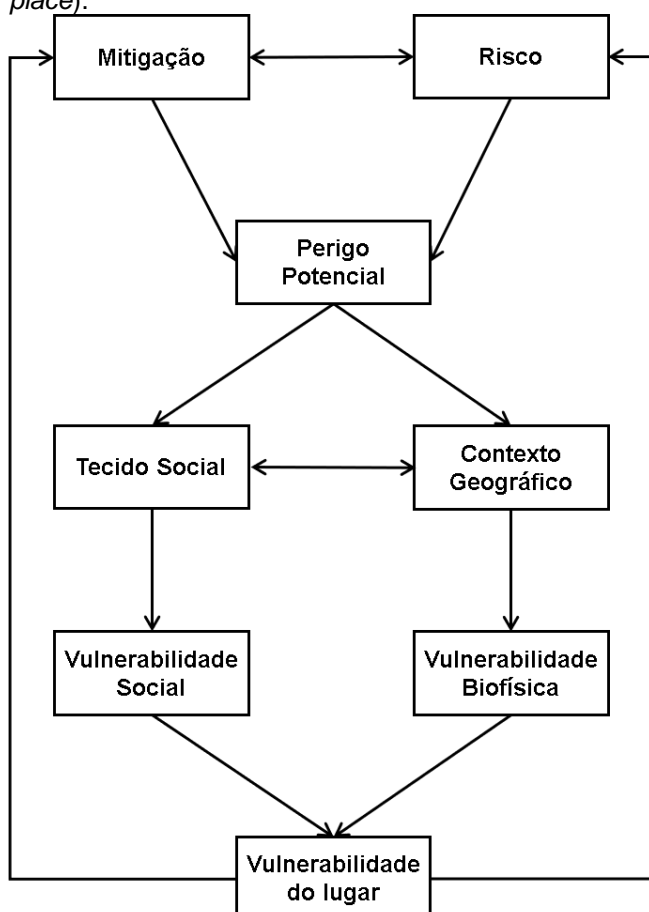 place).
Mitigação
Risco
Perigo
Potencial
Tecido Social
Contexto
Geográfico
Vulnerabilidade
Social
Vulnerabilidade
Biofísica
Vulnerabilidade
do lugar